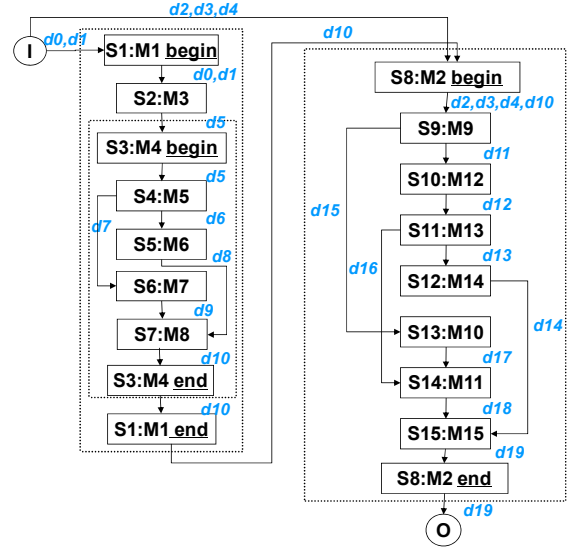 d2,d3,d4
I
d0,d1
S1:M1 begin
d0,d1
S2:M3
d5
S3:M4 begin
d5
S4:M5
d6
d7
S5:M6
d8
S6:M7
d9
S7:M8
d10
S3:M4 end
d10
S1:M1 end
d10
S8:M2 begin
d2,d3,d4,d10
S9:M9
d11
S10:M12
d15
d12
S11:M13
d16
d13
S12:M14
d14
S13:M10
d17
S14:M11
d18
S15:M15
d19
S8:M2 end
d19
O